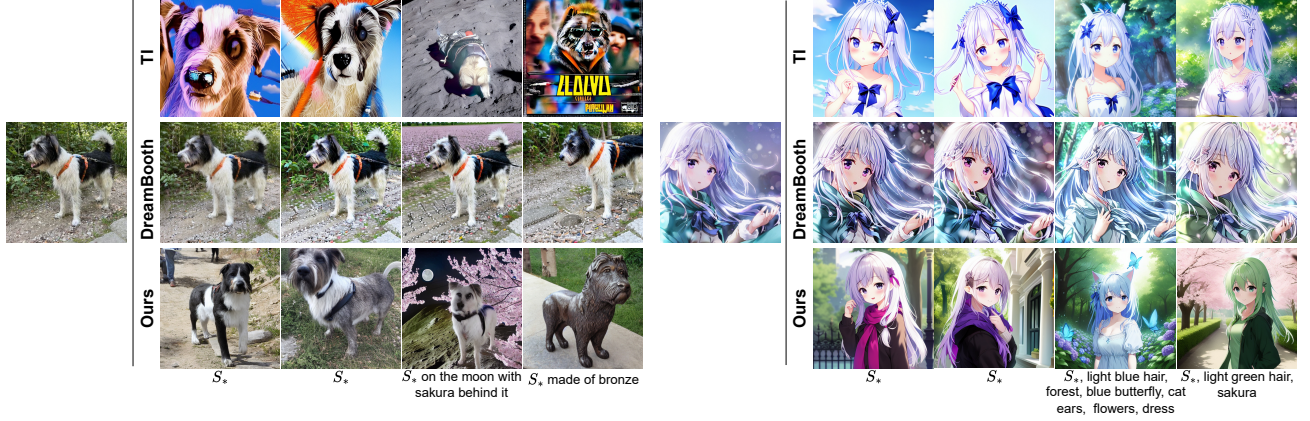 TI
DreamBooth
Ours
S* S* S* on the moon with S* made of bronze
sakura behind it
TI
DreamBooth
Ours
S* S* S*, light blue hair, S*, light green hair,
forest, blue butterfly, cat sakura
ears, flowers, dress